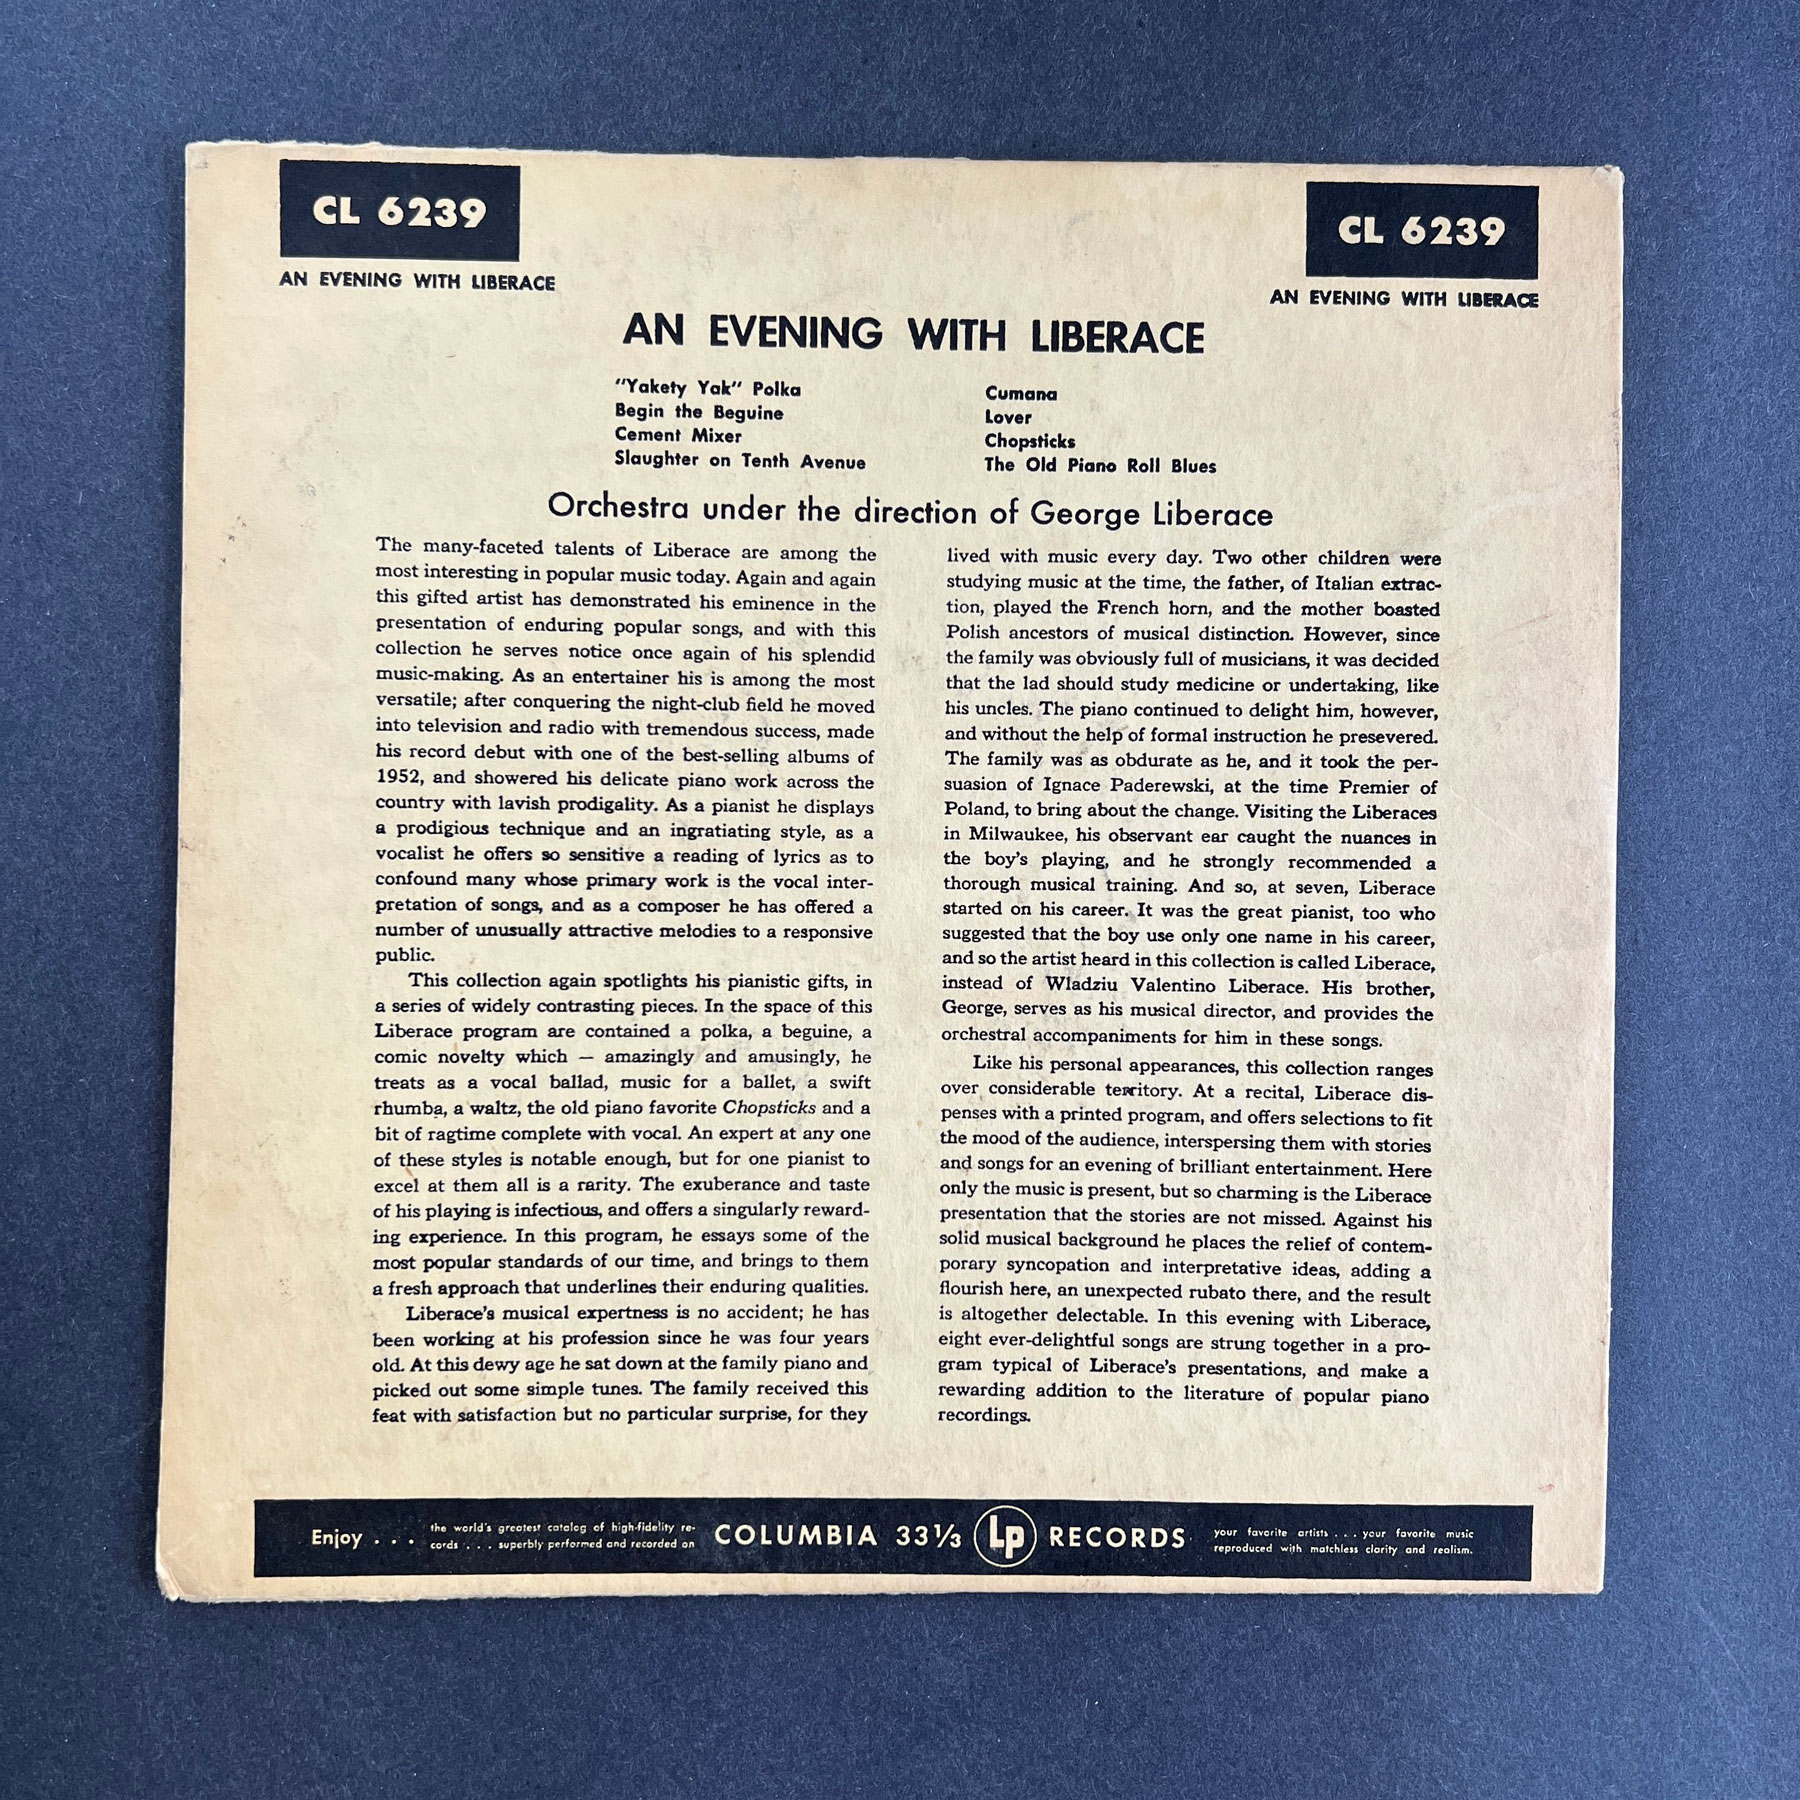 CL 6239
CL 6239
AN EVENING WITH LIBERACE
AN EVENING WITH LIBERACE
AN EVENING WITH LIBERACE
"Yakety Yak" Polka
Begin the Beguine
Cement Mixer
Slaughter on Tenth Avenue
Cumana
Lover
Chopsticks
The Old Piano Roll Blues
Orchestra under the direction of George Liberace
The many-faceted talents of Liberace are among the
most interesting in popular music today. Again and again
this gifted artist has demonstrated his eminence in the
presentation of enduring popular songs, and with this
collection he serves notice once again of his splendid
music-making. As an entertainer his is among the most
versatile; after conquering the night-club field he moved
into television and radio with tremendous success, made
his record debut with one of the best-selling albums of
1952, and showered his delicate piano work across the
country with lavish prodigality. As a pianist he displays
a prodigious technique and an ingratiating style, as a
vocalist he offers so sensitive a reading of lyrics as to
confound many whose primary work is the vocal inter-
pretation of songs, and as a composer he has offered a
number of unusually attractive melodies to a responsive
public.
This collection again spotlights his pianistic gifts, in
a series of widely contrasting pieces. In the space of this
Liberace program are contained a polka, a beguine, a
comic novelty which — amazingly and amusingly, he
treats as a vocal ballad, music for a ballet, a swift
rhumba, a waltz, the old piano favorite Chopsticks and a
bit of ragtime complete with vocal. An expert at any one
of these styles is notable enough, but for one pianist to
excel at them all is a rarity. The exuberance and taste
of his playing is infectious, and offers a singularly reward-
ing experience. In this program, he essays some of the
most popular standards of our time, and brings to them
a fresh approach that underlines their enduring qualities.
Liberace's musical expertness is no accident; he has
been working at his profession since he was four years
old. At this dewy age he sat down at the family piano and
picked out some simple tunes. The family received this
feat with satisfaction but no particular surprise, for they
lived with music every day. Two other children were
studying music at the time, the father, of Italian extrac-
tion, played the French horn, and the mother boasted
Polish ancestors of musical distinction. However, since
the family was obviously full of musicians, it was decided
that the lad should study medicine or undertaking, like
his uncles. The piano continued to delight him, however,
and without the help of formal instruction he presevered.
The family was as obdurate as he, and it took the per-
suasion of Ignace Paderewski, at the time Premier of
Poland, to bring about the change. Visiting the Liberaces
in Milwaukee, his observant ear caught the nuances in
the boy's playing, and he strongly recommended a
thorough musical training. And so, at seven, Liberace
started on his career. It was the great pianist, too who
suggested that the boy use only one name in his career,
and so the artist heard in this collection is called Liberace,
instead of Wladziu Valentino Liberace. His brother,
George, serves as his musical director, and provides the
orchestral accompaniments for him in these songs.
Like his personal appearances, this collection ranges
over considerable territory. At a recital, Liberace dis-
penses with a printed program, and offers selections to fit
the mood of the audience, interspersing them with stories
and songs for an evening of brilliant entertainment. Here
only the music is present, but so charming is the Liberace
presentation that the stories are not missed. Against his
solid musical background he places the relief of contem-
porary syncopation and interpretative ideas, adding a
flourish here, an unexpected rubato there, and the result
is altogether delectable. In this evening with Liberace,
eight ever-delightful songs are strung together in a pro-
gram typical of Liberace's presentations, and make a
rewarding addition to the literature of popular piano
recordings.
Enjoy . . . the world's greatest catalog of high-fidelity re-
cords . . . superbly performed and recorded on
COLUMBIA 33⅓ Lp RECORDS
your favorite artists . . . your favorite music
reproduced with matchless clarity and realism.